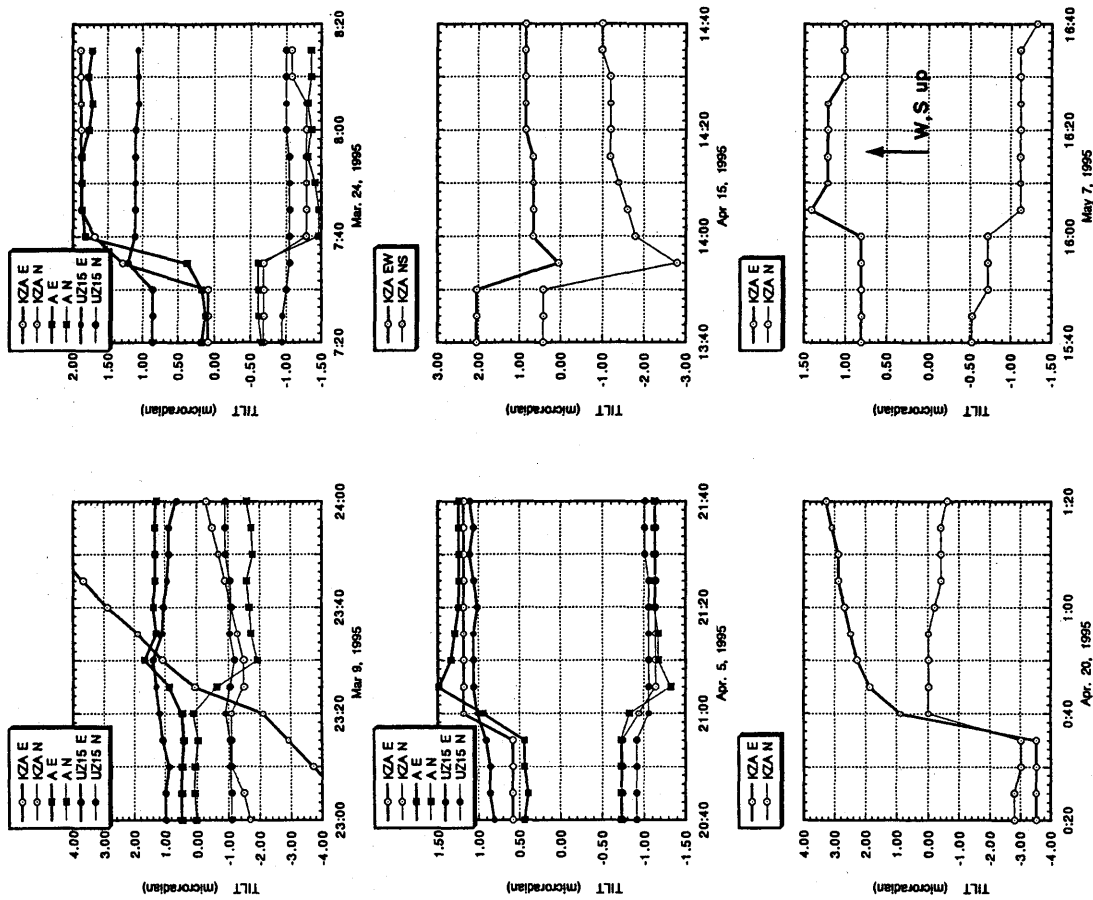 KZA E
KZA N
A E
A N
UZ15 E
UZ15 N
TILT (microradian)
4.00
3.00
2.00
1.00
0.00
-1.00
-2.00
-3.00
-4.00
23:00 23:20 23:40 24:00
Mar 9, 1995
KZA E
KZA N
A E
A N
UZ15 E
UZ15 N
TILT (microradian)
2.00
1.50
1.00
0.50
0.00
-0.50
-1.00
-1.50
7:20 7:40 8:00 8:20
Mar. 24, 1995
KZA E
KZA N
A E
A N
UZ15 E
UZ15 N
TILT (microradian)
1.50
1.00
0.50
0.00
-0.50
-1.00
-1.50
20:40 21:00 21:20 21:40
Apr. 5, 1995
KZA EW
KZA NS
TILT (microradian)
3.00
2.00
1.00
0.00
-1.00
-2.00
-3.00
13:40 14:00 14:20 14:40
Apr 15, 1995
KZA E
KZA N
TILT (microradian)
4.00
3.00
2.00
1.00
0.00
-1.00
-2.00
-3.00
-4.00
0:20 0:40 1:00 1:20
Apr. 20, 1995
KZA E
KZA N
TILT (microradian)
1.50
1.00
0.50
0.00
-0.50
-1.00
-1.50
W,S up
15:40 16:00 16:20 16:40
May 7, 1995